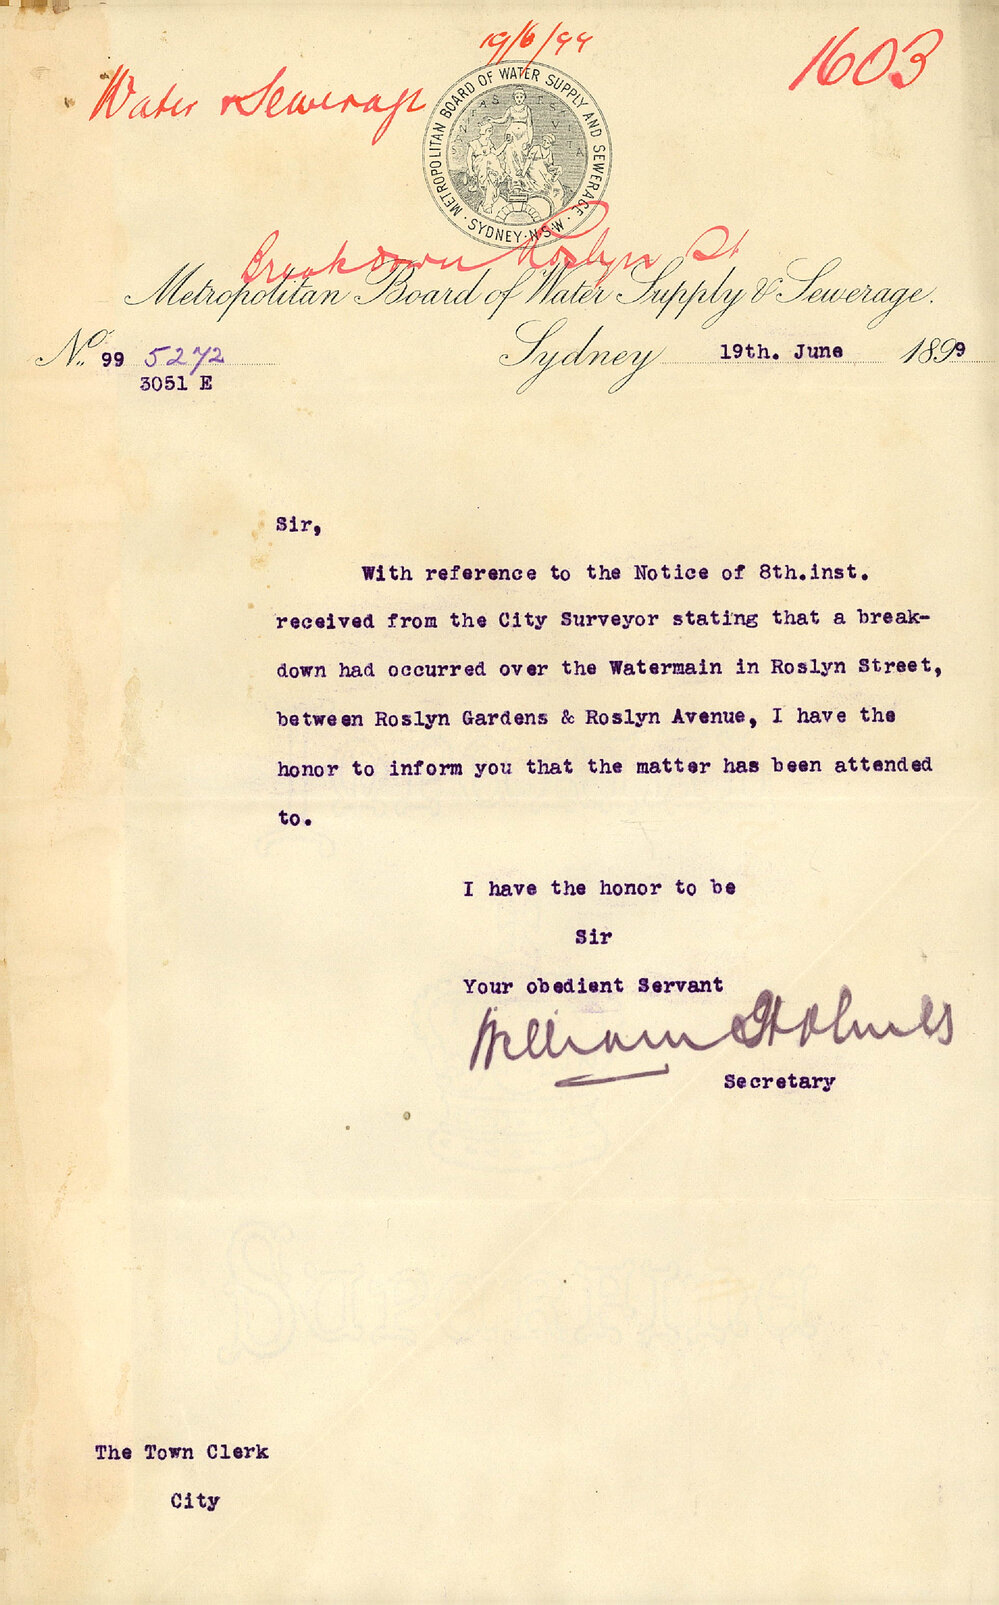 19/6/99
1603
Water & Sewerage
METROPOLITAN BOARD OF WATER SUPPLY AND SEWERAGE
· SYDNEY · N·S·W ·
Breakdown Roslyn St
Metropolitan Board of Water Supply & Sewerage.
No. 99 5272
3051 E
Sydney 19th. June 1899
Sir,
With reference to the Notice of 8th.inst.
received from the City Surveyor stating that a break-
down had occurred over the Watermain in Roslyn Street,
between Roslyn Gardens & Roslyn Avenue, I have the
honor to inform you that the matter has been attended
to.
I have the honor to be
Sir
Your obedient Servant
William Holmes
Secretary
The Town Clerk
City